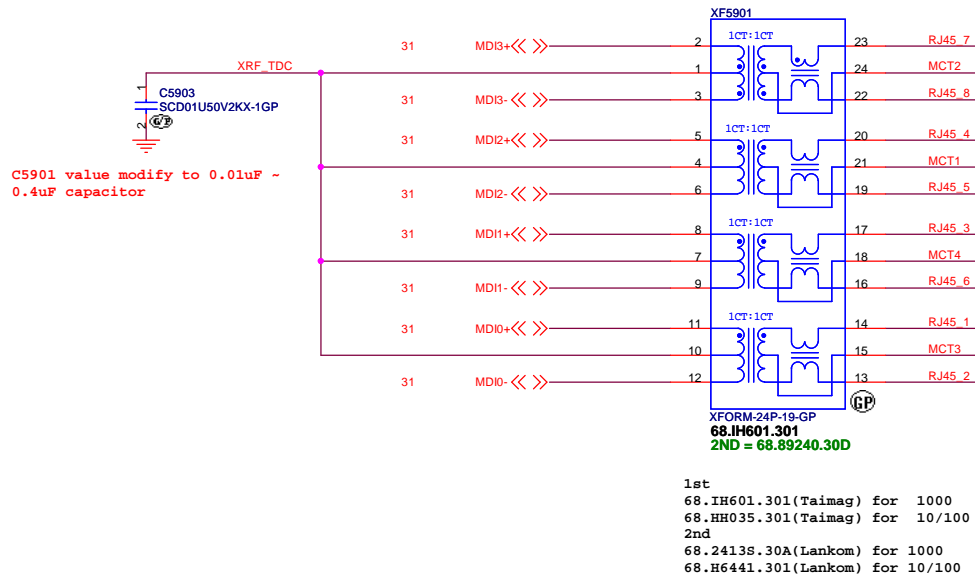 XF5901
1CT:1CT
31 MDI3+ 2 23 RJ45_7
XRF_TDC 1 24 MCT2
31 MDI3- 3 22 RJ45_8
1
C5903
SCD01U50V2KX-1GP
2 G/P
C5901 value modify to 0.01uF ~
0.4uF capacitor
1CT:1CT
31 MDI2+ 5 20 RJ45_4
4 21 MCT1
31 MDI2- 6 19 RJ45_5
1CT:1CT
31 MDI1+ 8 17 RJ45_3
7 18 MCT4
31 MDI1- 9 16 RJ45_6
1CT:1CT
31 MDI0+ 11 14 RJ45_1
10 15 MCT3
31 MDI0- 12 13 RJ45_2
GP
XFORM-24P-19-GP
68.IH601.301
2ND = 68.89240.30D
1st
68.IH601.301(Taimag) for 1000
68.HH035.301(Taimag) for 10/100
2nd
68.2413S.30A(Lankom) for 1000
68.H6441.301(Lankom) for 10/100